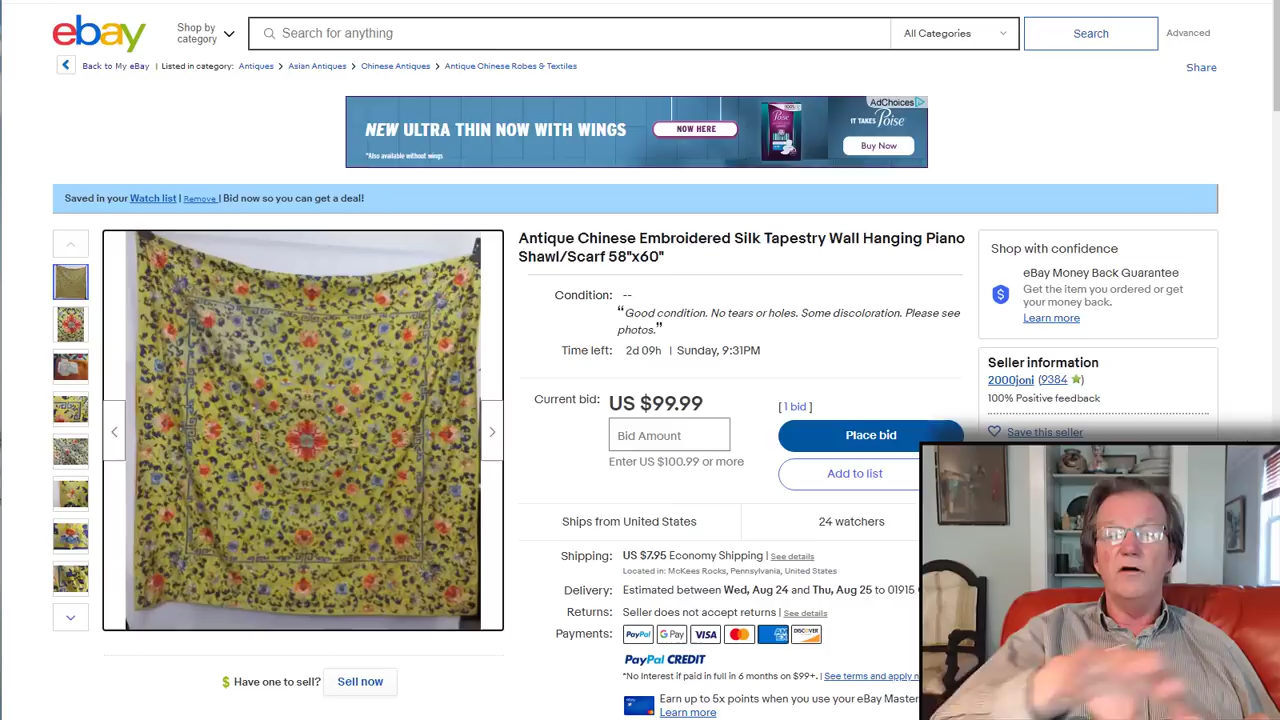 ebay
Shop by
category
Search for anything
All Categories
Search
Advanced
Back to My eBay | Listed in category: Antiques > Asian Antiques > Chinese Antiques > Antique Chinese Robes & Textiles
Share
AdChoices
NEW ULTRA THIN NOW WITH WINGS
NOW HERE
IT TAKES Poise
Buy Now
*Also available without wings
Saved in your Watch list | Remove | Bid now so you can get a deal!
Antique Chinese Embroidered Silk Tapestry Wall Hanging Piano
Shawl/Scarf 58"x60"
Condition: --
“Good condition. No tears or holes. Some discoloration. Please see
photos.”
Time left: 2d 09h | Sunday, 9:31PM
Current bid: US $99.99
[ 1 bid ]
Bid Amount
Place bid
Enter US $100.99 or more
Add to list
Ships from United States
24 watchers
Shipping: US $7.95 Economy Shipping | See details
Located in: McKees Rocks, Pennsylvania, United States
Delivery: Estimated between Wed, Aug 24 and Thu, Aug 25 to 01915
Returns: Seller does not accept returns | See details
Payments: PayPal G Pay VISA MasterCard AM EX DISCOVER
PayPal CREDIT
*No Interest if paid in full in 6 months on $99+. | See terms and apply n
Earn up to 5x points when you use your eBay Master
Learn more
Shop with confidence
eBay Money Back Guarantee
Get the item you ordered or get
your money back.
Learn more
Seller information
2000joni (9384)
100% Positive feedback
Save this seller
$ Have one to sell? Sell now